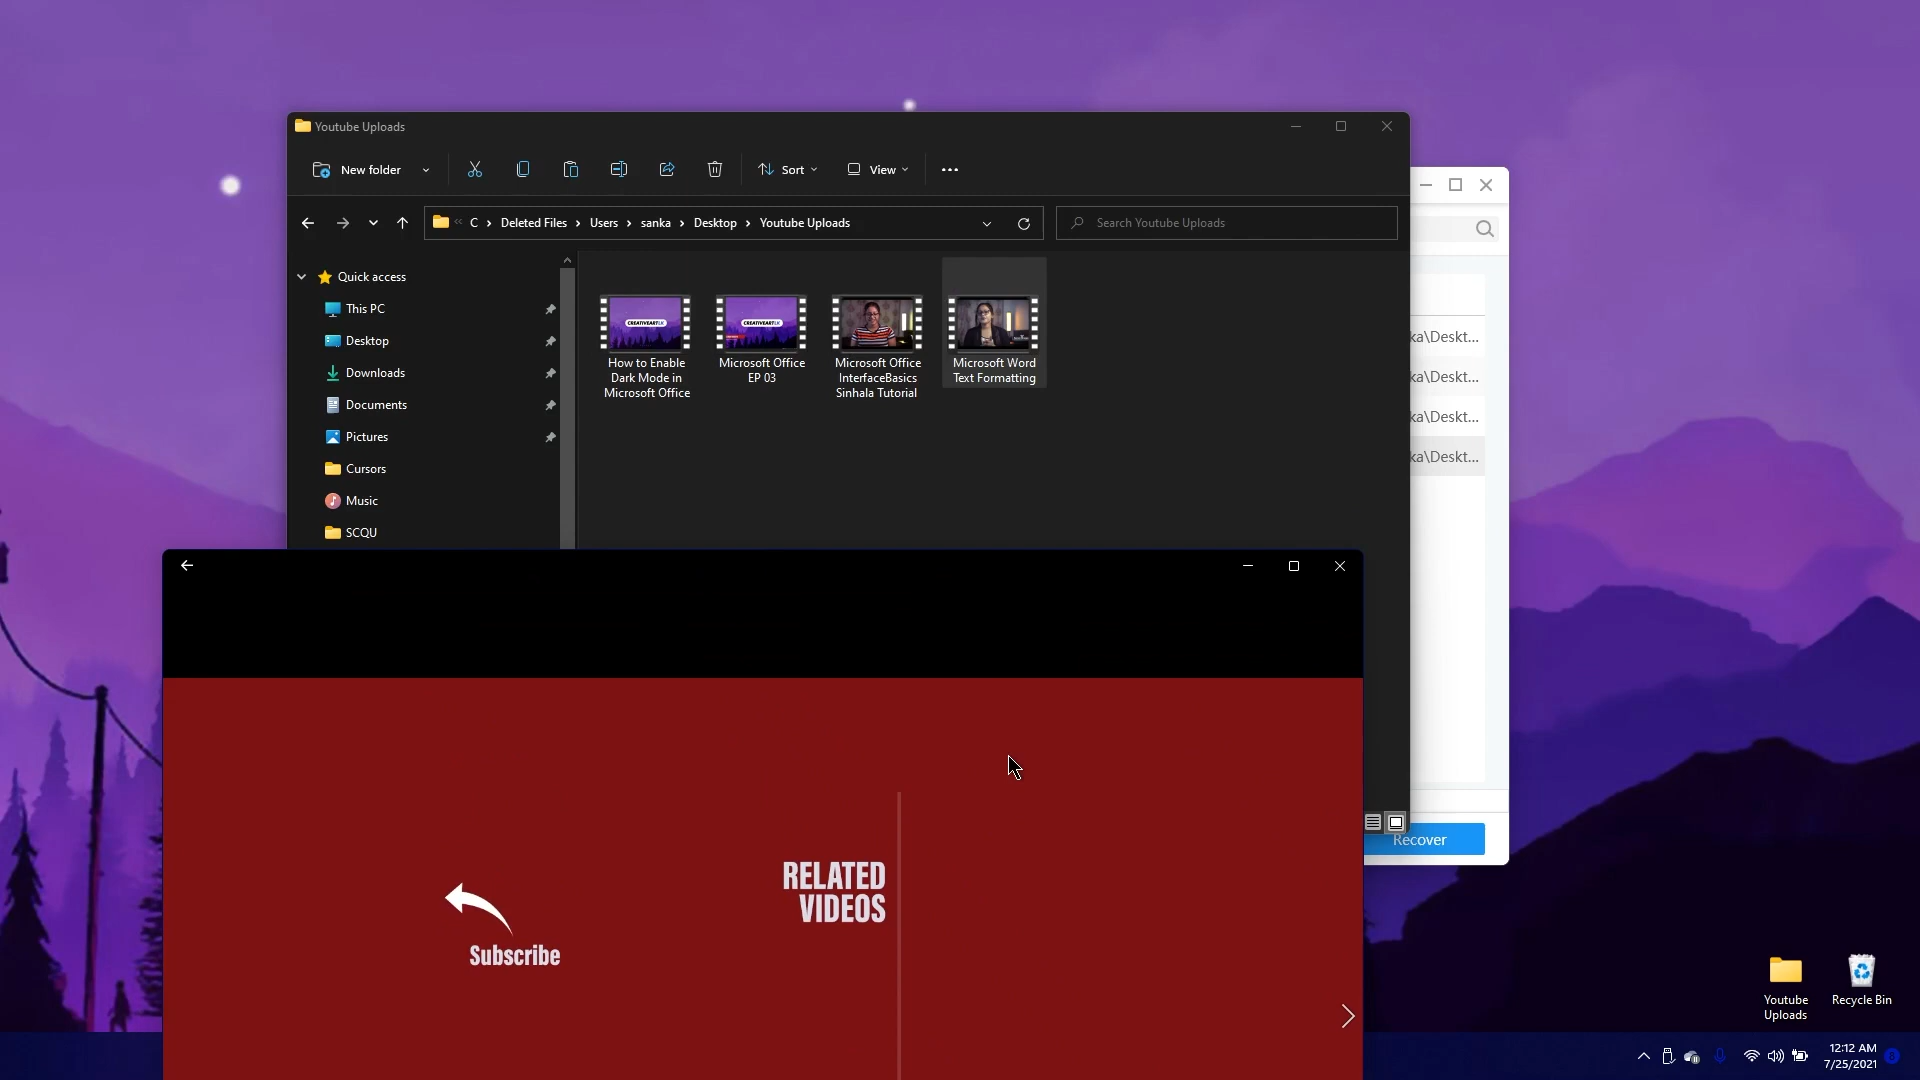 Youtube Uploads
New folder
Sort
View
C
Deleted Files
Users
sanka
Desktop
Youtube Uploads
Search Youtube Uploads
Quick access
This PC
Desktop
Downloads
Documents
Pictures
Cursors
Music
SCQU
CREATIVEARTLK
How to Enable
Dark Mode in
Microsoft Office
CREATIVEARTLK
Microsoft Office
EP 03
Microsoft Office
InterfaceBasics
Sinhala Tutorial
Microsoft Word
Text Formatting
ka\Deskt...
ka\Deskt...
ka\Deskt...
ka\Deskt...
Recover
Subscribe
RELATED
VIDEOS
Youtube
Uploads
Recycle Bin
12:12 AM
7/25/2021